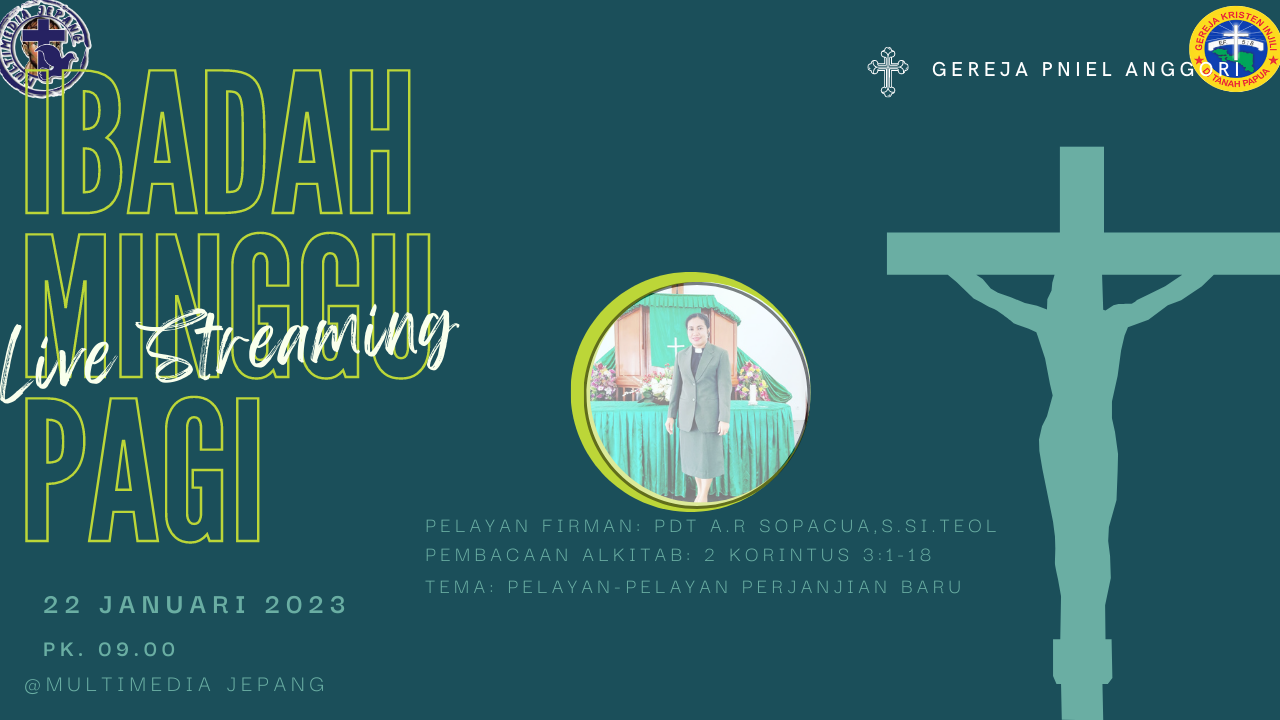 GEREJA PNIEL ANGGORI
GEREJA KRISTEN INJILI
DI TANAH PAPUA
IBADAH
MINGGU
Live Streaming
PAGI
PELAYAN FIRMAN: PDT A.R SOPACUA,S.SI.TEOL
PEMBACAAN ALKITAB: 2 KORINTUS 3:1-18
TEMA: PELAYAN-PELAYAN PERJANJIAN BARU
22 JANUARI 2023
PK. 09.00
@MULTIMEDIA JEPANG